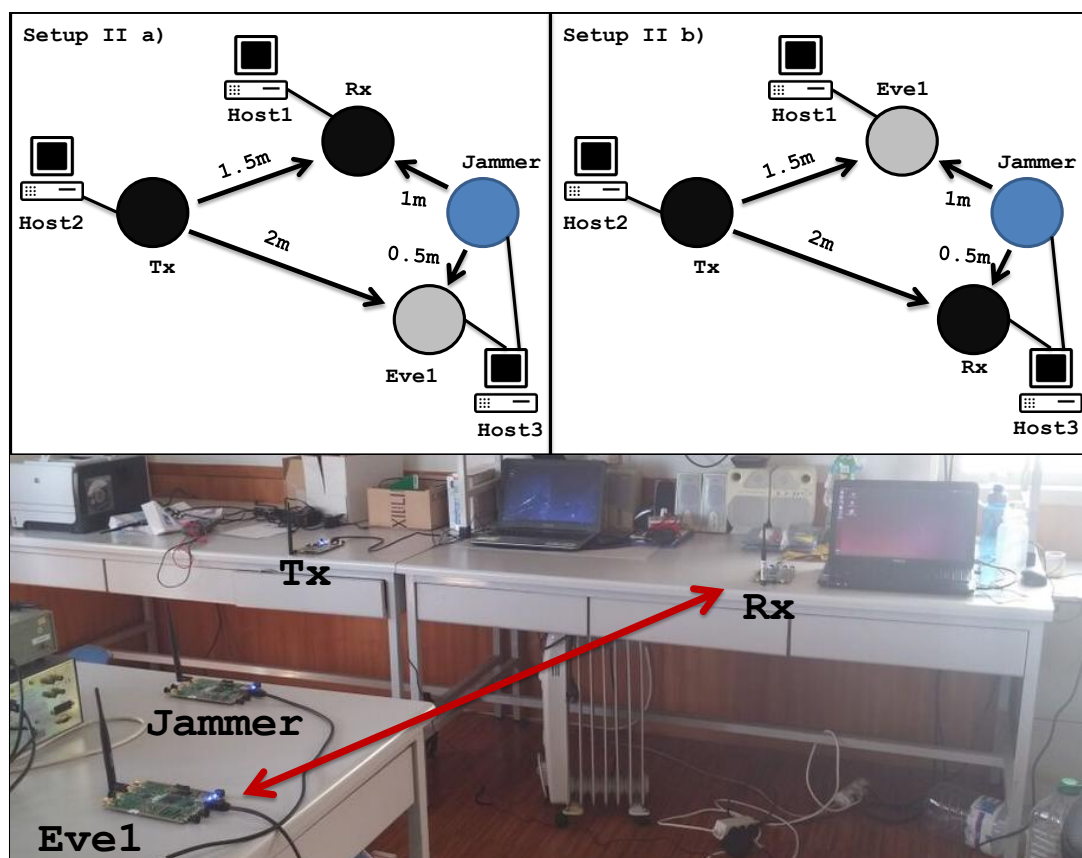 Setup II a)
Host1
Rx
1.5m
Jammer
1m
Host2
Tx
2m
0.5m
Eve1
Host3
Setup II b)
Host1
Eve1
1.5m
Jammer
1m
Host2
Tx
2m
0.5m
Rx
Host3
XIULI
Tx
Rx
Jammer
Eve1